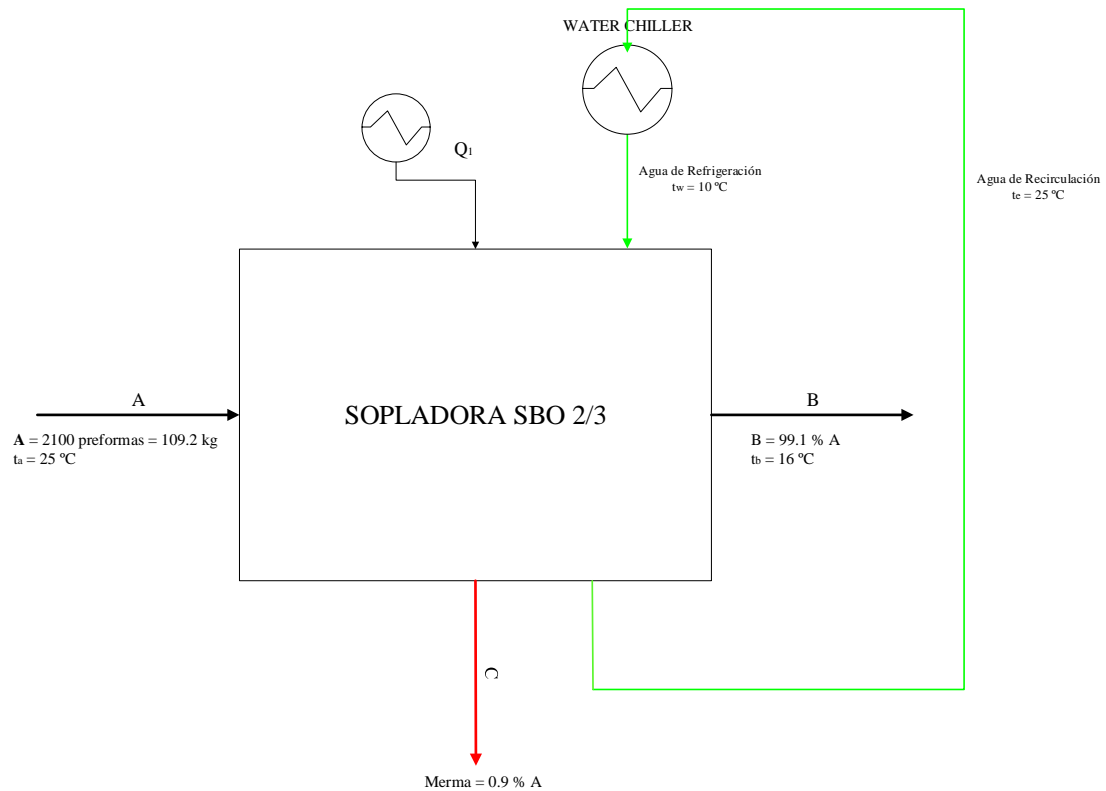 WATER CHILLER
Q1
Agua de Refrigeración
tw = 10 ºC
Agua de Recirculación
te = 25 ºC
A
SOPLADORA SBO 2/3
B
A = 2100 preformas = 109.2 kg
ta = 25 ºC
B = 99.1 % A
tb = 16 ºC
C
Merma = 0.9 % A